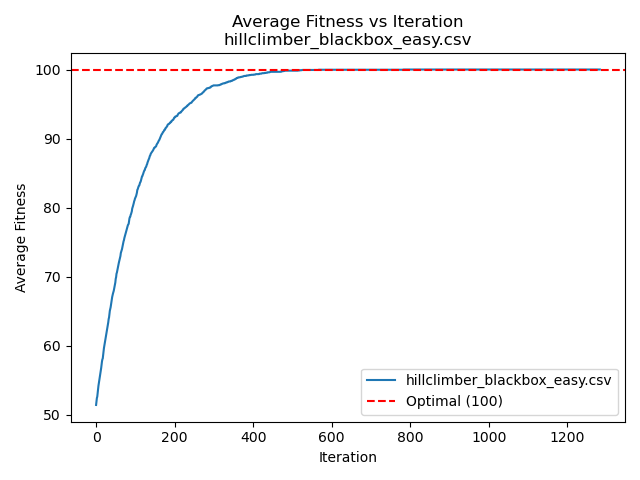 Average Fitness vs Iteration
hillclimber_blackbox_easy.csv
100
90
80
70
60
50
Average Fitness
0 200 400 600 800 1000 1200
Iteration
hillclimber_blackbox_easy.csv
Optimal (100)